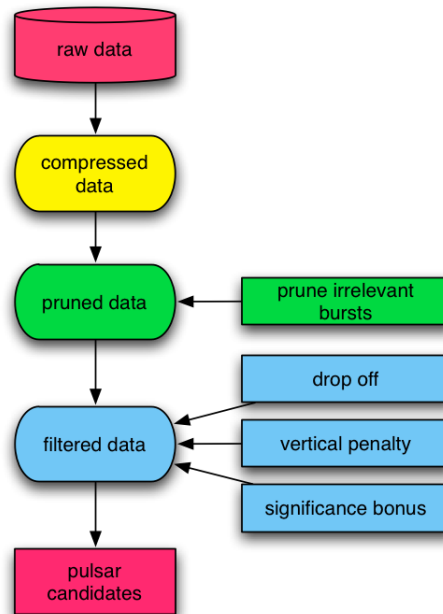 raw data
compressed
data
pruned data
prune irrelevant
bursts
drop off
filtered data
vertical penalty
significance bonus
pulsar
candidates